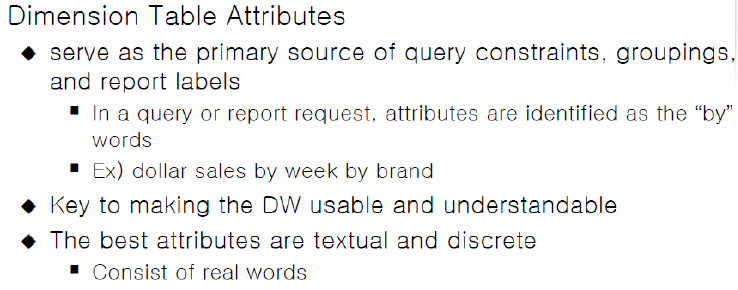 Dimension Table Attributes
◆ serve as the primary source of query constraints, groupings,
and report labels
▪ In a query or report request, attributes are identified as the “by”
words
▪ Ex) dollar sales by week by brand
◆ Key to making the DW usable and understandable
◆ The best attributes are textual and discrete
▪ Consist of real words